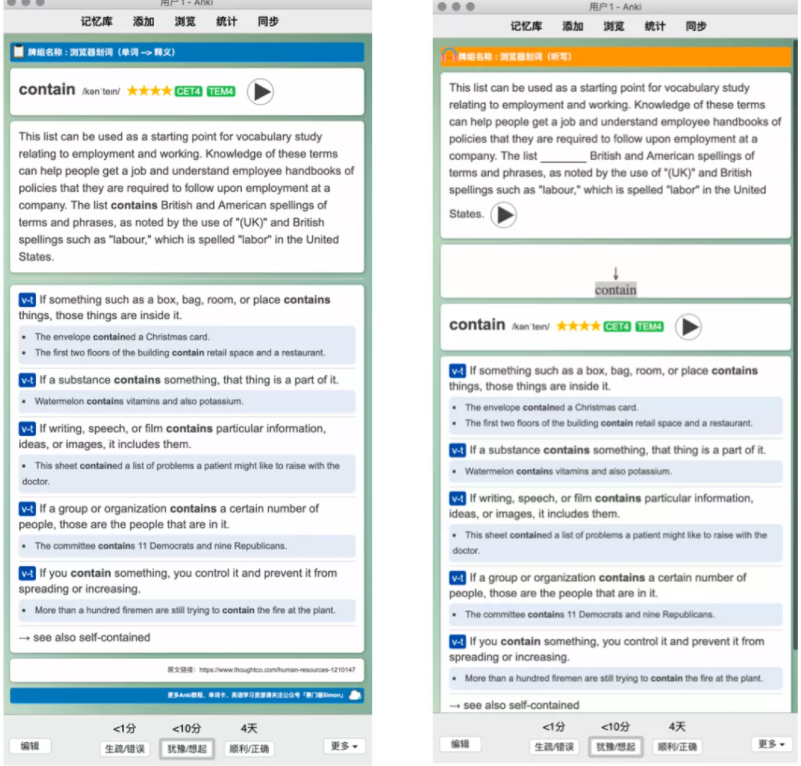 用户1 - Anki
记忆库 添加 浏览 统计 同步
牌组名称：浏览器划词（单词 --> 释义）
contain /kənˈteɪn/ ★★★★ CET4 TEM4
This list can be used as a starting point for vocabulary study
relating to employment and working. Knowledge of these terms
can help people get a job and understand employee handbooks of
policies that they are required to follow upon employment at a
company. The list contains British and American spellings of
terms and phrases, as noted by the use of "(UK)" and British
spellings such as "labour," which is spelled "labor" in the United
States.
v-t If something such as a box, bag, room, or place contains
things, those things are inside it.
▪ The envelope contained a Christmas card.
▪ The first two floors of the building contain retail space and a restaurant.
v-t If a substance contains something, that thing is a part of it.
▪ Watermelon contains vitamins and also potassium.
v-t If writing, speech, or film contains particular information,
ideas, or images, it includes them.
▪ This sheet contained a list of problems a patient might like to raise with the
doctor.
v-t If a group or organization contains a certain number of
people, those are the people that are in it.
▪ The committee contains 11 Democrats and nine Republicans.
v-t If you contain something, you control it and prevent it from
spreading or increasing.
▪ More than a hundred firemen are still trying to contain the fire at the plant.
→ see also self-contained
原文链接：https://www.thoughtco.com/human-resources-1210147
更多Anki教程、单词卡、英语学习资源请关注公众号「赛门喵Simon」
<1分 <10分 4天
编辑 生疏/错误 犹豫/想起 顺利/正确 更多
用户1 - Anki
记忆库 添加 浏览 统计 同步
牌组名称：浏览器划词（听写）
This list can be used as a starting point for vocabulary study
relating to employment and working. Knowledge of these terms
can help people get a job and understand employee handbooks of
policies that they are required to follow upon employment at a
company. The list _______ British and American spellings of
terms and phrases, as noted by the use of "(UK)" and British
spellings such as "labour," which is spelled "labor" in the United
States.
↓
contain
contain /kənˈteɪn/ ★★★★ CET4 TEM4
v-t If something such as a box, bag, room, or place contains
things, those things are inside it.
▪ The envelope contained a Christmas card.
▪ The first two floors of the building contain retail space and a restaurant.
v-t If a substance contains something, that thing is a part of it.
▪ Watermelon contains vitamins and also potassium.
v-t If writing, speech, or film contains particular information,
ideas, or images, it includes them.
▪ This sheet contained a list of problems a patient might like to raise with the
doctor.
v-t If a group or organization contains a certain number of
people, those are the people that are in it.
▪ The committee contains 11 Democrats and nine Republicans.
v-t If you contain something, you control it and prevent it from
spreading or increasing.
▪ More than a hundred firemen are still trying to contain the fire at the plant.
→ see also self-contained
<1分 <10分 4天
编辑 生疏/错误 犹豫/想起 顺利/正确 更多